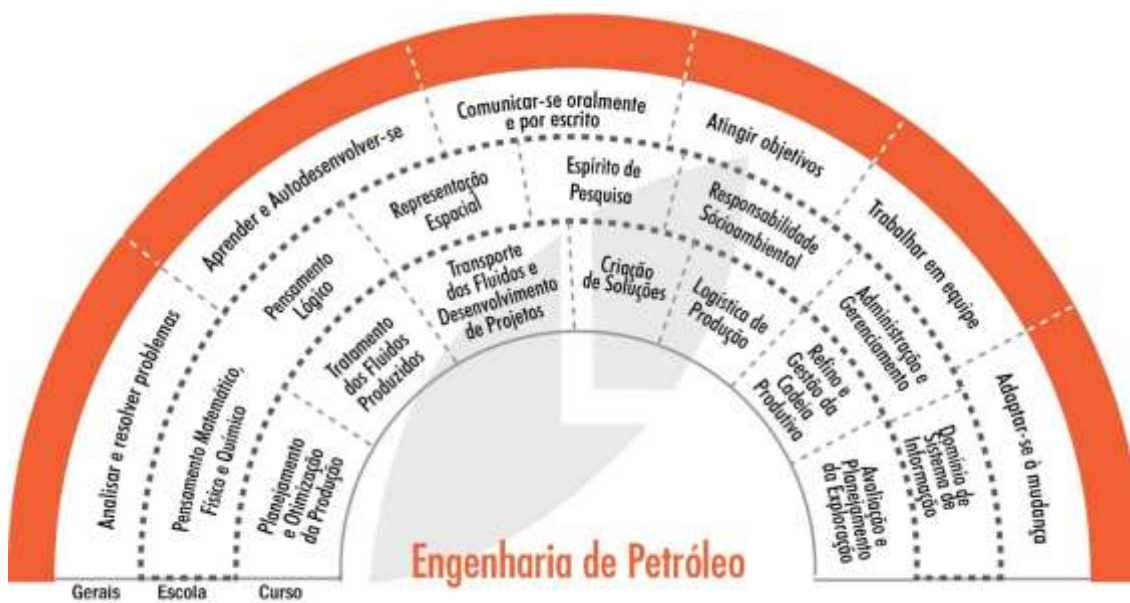 Analisar e resolver problemas
Aprender e Autodesenvolver-se
Comunicar-se oralmente
e por escrito
Atingir objetivos
Trabalhar em equipe
Adaptar-se à mudança
Pensamento Matemático,
Físico e Químico
Pensamento
Lógico
Representação
Espacial
Espírito de
Pesquisa
Responsabilidade
Sócioambiental
Administração e
Gerenciamento
Domínio de
Sistema de
Informação
Planejamento
e Otimização
da Produção
Tratamento
dos Fluidos
Produzidos
Transporte
dos Fluidos e
Desenvolvimento
de Projetos
Criação
de Soluções
Logística de
Produção
Refino e
Gestão da
Cadeia
Produtiva
Avaliação e
Planejamento
da Exploração
Engenharia de Petróleo
Gerais
Escola
Curso